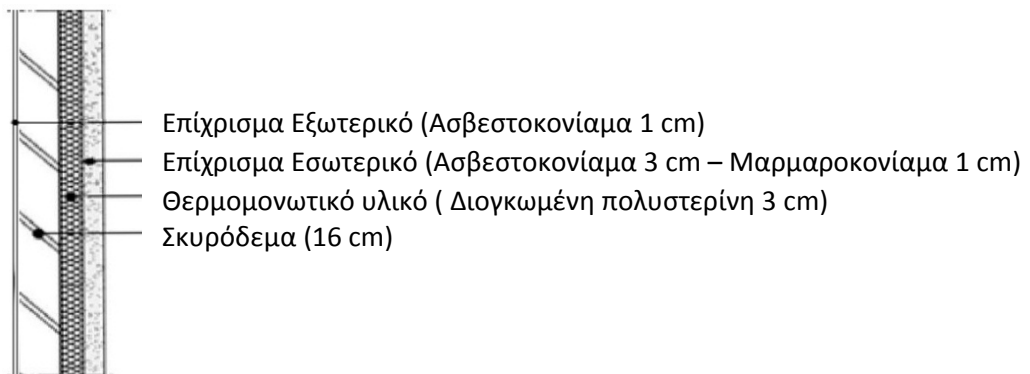 Επίχρισμα Εξωτερικό (Ασβεστοκονίαμα 1 cm)
Επίχρισμα Εσωτερικό (Ασβεστοκονίαμα 3 cm – Μαρμαροκονίαμα 1 cm)
Θερμομονωτικό υλικό ( Διογκωμένη πολυστερίνη 3 cm)
Σκυρόδεμα (16 cm)